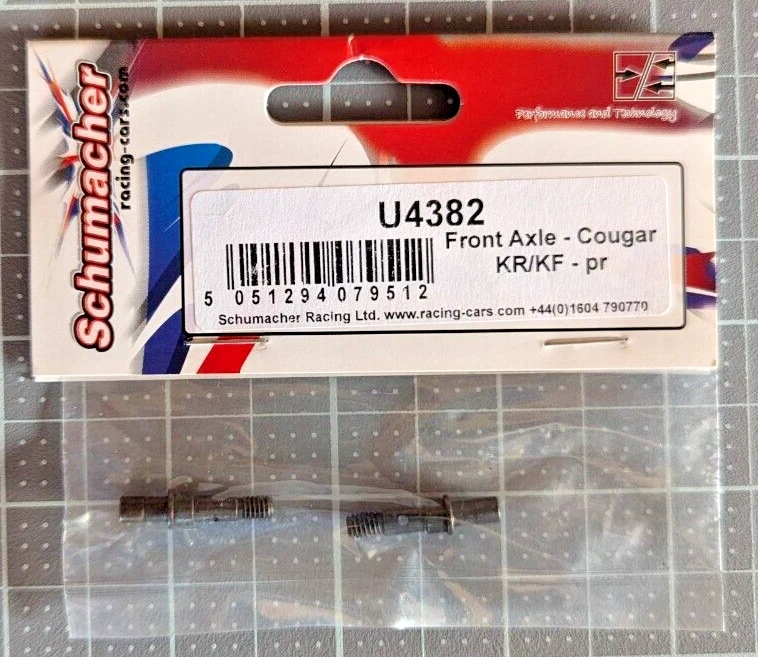 Schumacher
racing-cars.com
Performance and Technology
U4382
Front Axle - Cougar
KR/KF - pr
5 051294 079512
Schumacher Racing Ltd. www.racing-cars com +44(0)1604 790770